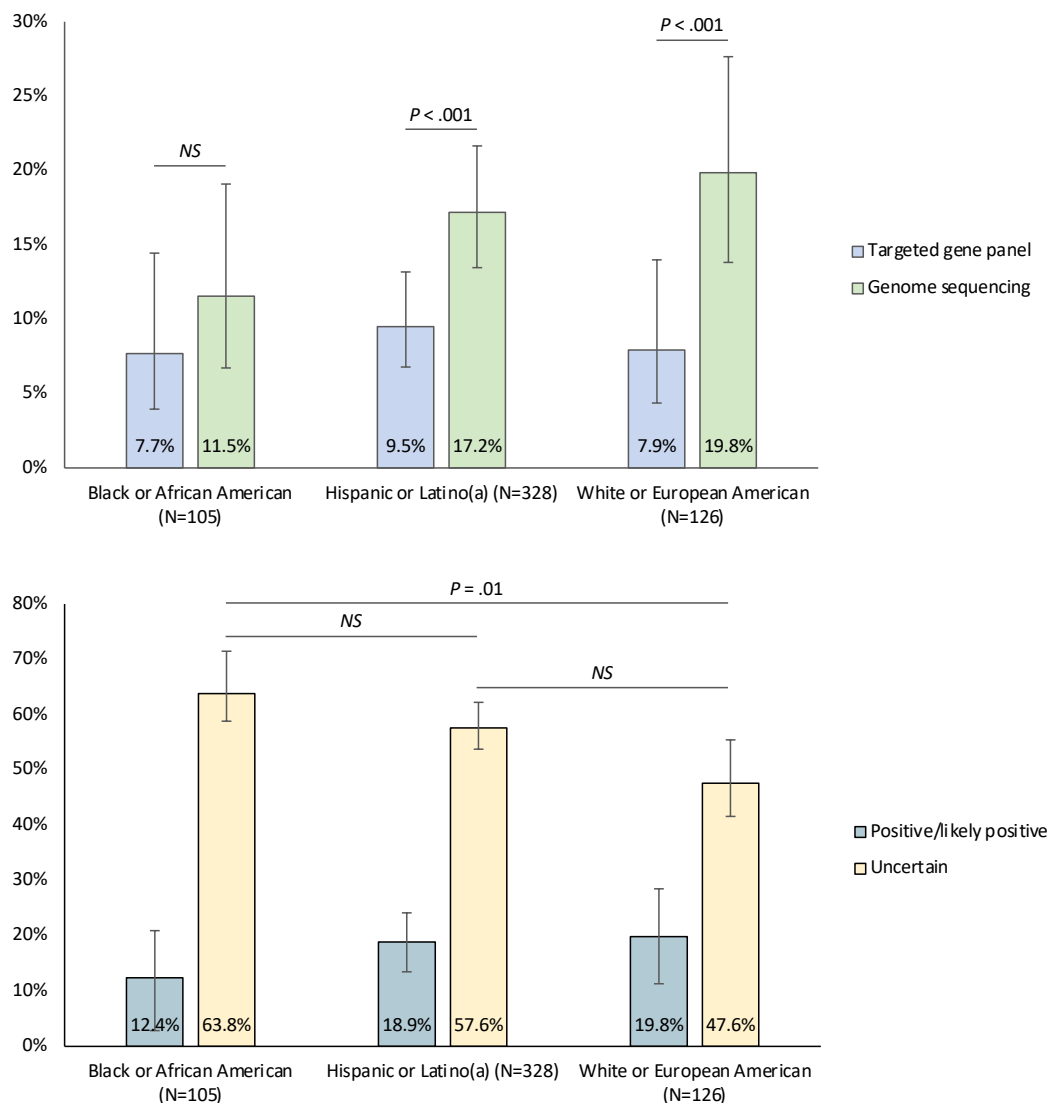 30%
25%
20%
15%
10%
5%
0%
NS
P < .001
P < .001
7.7%
11.5%
9.5%
17.2%
7.9%
19.8%
Black or African American
(N=105)
Hispanic or Latino(a) (N=328)
White or European American
(N=126)
Targeted gene panel
Genome sequencing
80%
70%
60%
50%
40%
30%
20%
10%
0%
P = .01
NS
NS
12.4%
63.8%
18.9%
57.6%
19.8%
47.6%
Black or African American
(N=105)
Hispanic or Latino(a) (N=328)
White or European American
(N=126)
Positive/likely positive
Uncertain